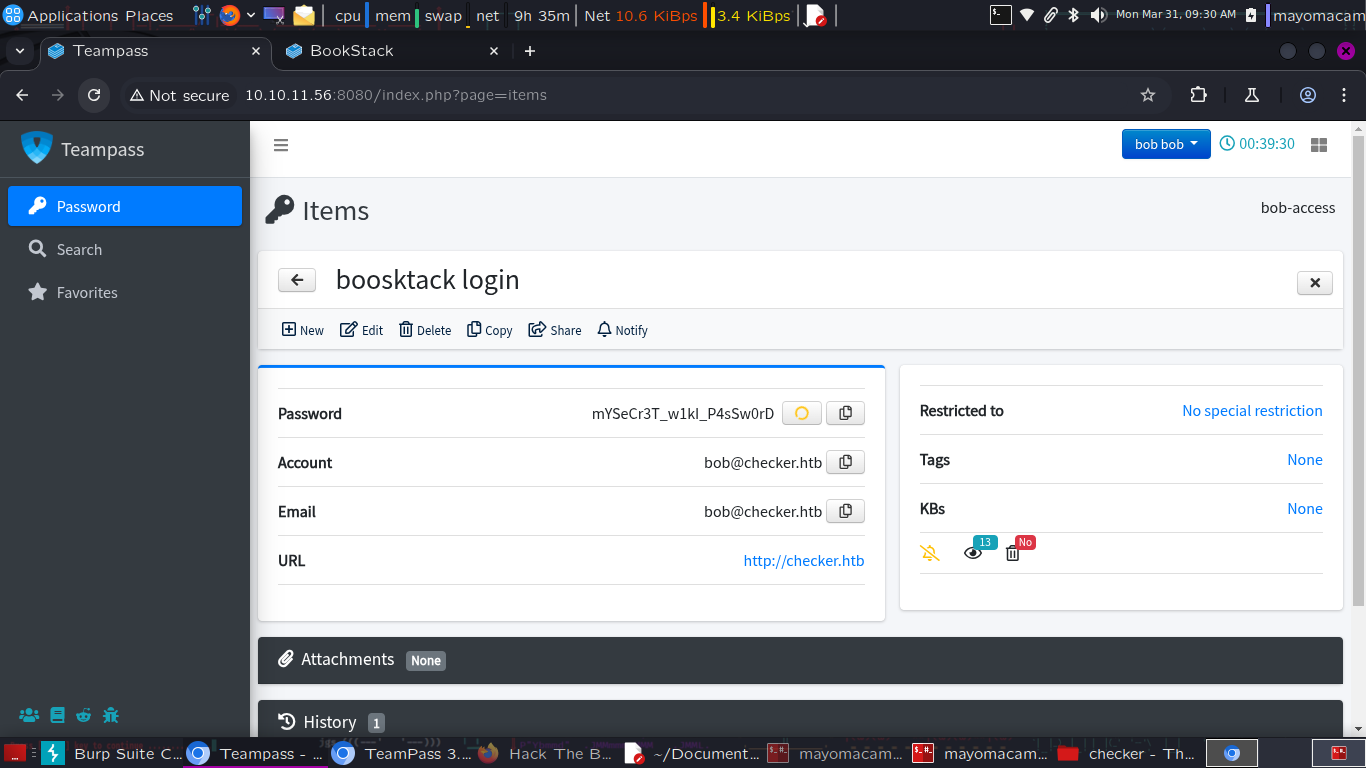 Applications Places cpu mem swap net 9h 35m Net 10.6 KiBps 3.4 KiBps Mon Mar 31, 09:30 AM mayomacam
Teampass BookStack
Not secure 10.10.11.56:8080/index.php?page=items
Teampass
bob bob 00:39:30
Password
Search
Favorites
Items
bob-access
boosktack login
New Edit Delete Copy Share Notify
Password mYSeCr3T_w1kI_P4sSw0rD
Account bob@checker.htb
Email bob@checker.htb
URL http://checker.htb
Restricted to No special restriction
Tags None
KBs None
13 No
Attachments None
History 1
Burp Suite C... Teampass - TeamPass 3.... Hack The B... ~/Document... mayomacam... mayomacam... checker - Th...